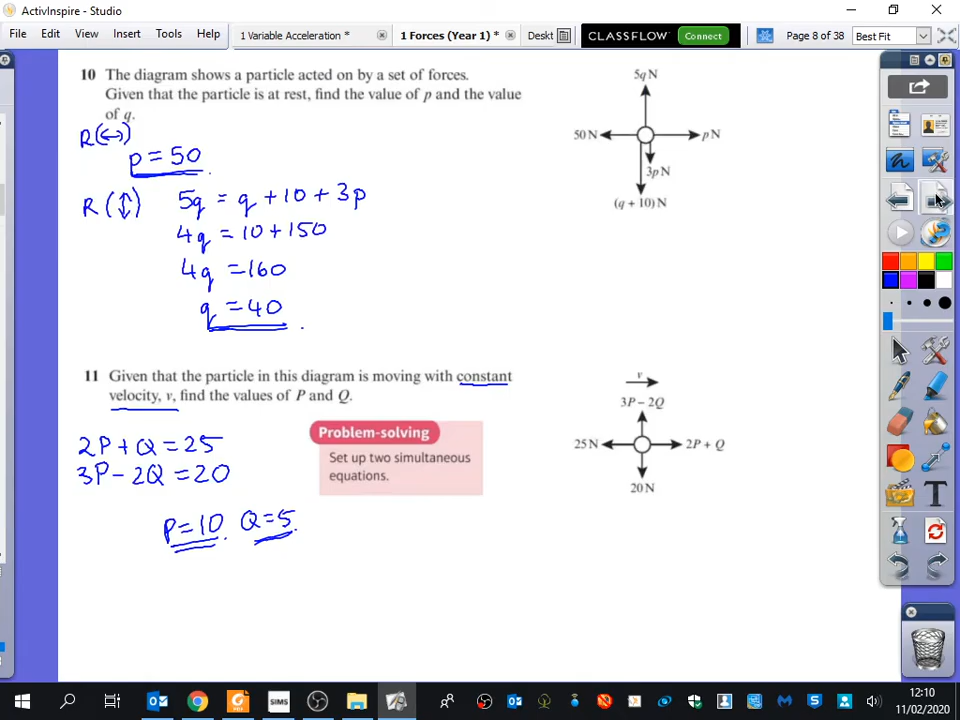 ActivInspire - Studio
File Edit View Insert Tools Help 1 Variable Acceleration * 1 Forces (Year 1) * Deskt CLASSFLOW Connect Page 8 of 38 Best Fit
10 The diagram shows a particle acted on by a set of forces.
Given that the particle is at rest, find the value of p and the value
of q.
5q N
50 N
p N
3p N
(q + 10) N
R(↔)
p = 50
R(↕) 5q = q + 10 + 3p
4q = 10 + 150
4q = 160
q = 40
11 Given that the particle in this diagram is moving with constant
velocity, v, find the values of P and Q.
v
3P – 2Q
25 N
2P + Q
20 N
2P + Q = 25
3P – 2Q = 20
Problem-solving
Set up two simultaneous
equations.
P = 10. Q = 5.
T
SIMS
12:10
11/02/2020